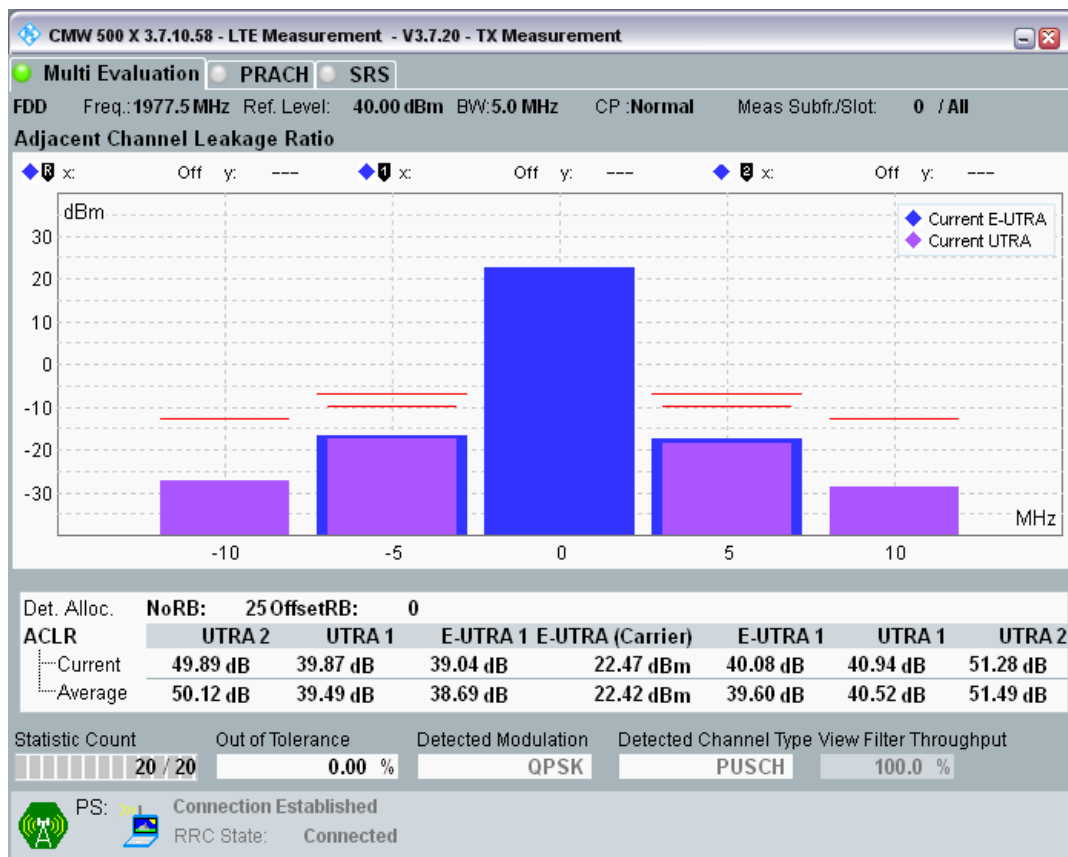 CMW 500 X 3.7.10.58 - LTE Measurement - V3.7.20 - TX Measurement
Multi Evaluation PRACH SRS
FDD Freq.:1977.5 MHz Ref. Level: 40.00 dBm BW:5.0 MHz CP :Normal Meas Subfr./Slot: 0 / All
Adjacent Channel Leakage Ratio
R x: Off y: --- 1 x: Off y: --- 2 x: Off y: ---
dBm
Current E-UTRA
Current UTRA
30
20
10
0
-10
-20
-30
MHz
-10 -5 0 5 10
Det. Alloc. NoRB: 25 OffsetRB: 0
ACLR UTRA 2 UTRA 1 E-UTRA 1 E-UTRA (Carrier) E-UTRA 1 UTRA 1 UTRA 2
Current 49.89 dB 39.87 dB 39.04 dB 22.47 dBm 40.08 dB 40.94 dB 51.28 dB
Average 50.12 dB 39.49 dB 38.69 dB 22.42 dBm 39.60 dB 40.52 dB 51.49 dB
Statistic Count Out of Tolerance Detected Modulation Detected Channel Type View Filter Throughput
20 / 20 0.00 % QPSK PUSCH 100.0 %
PS: Connection Established
RRC State: Connected